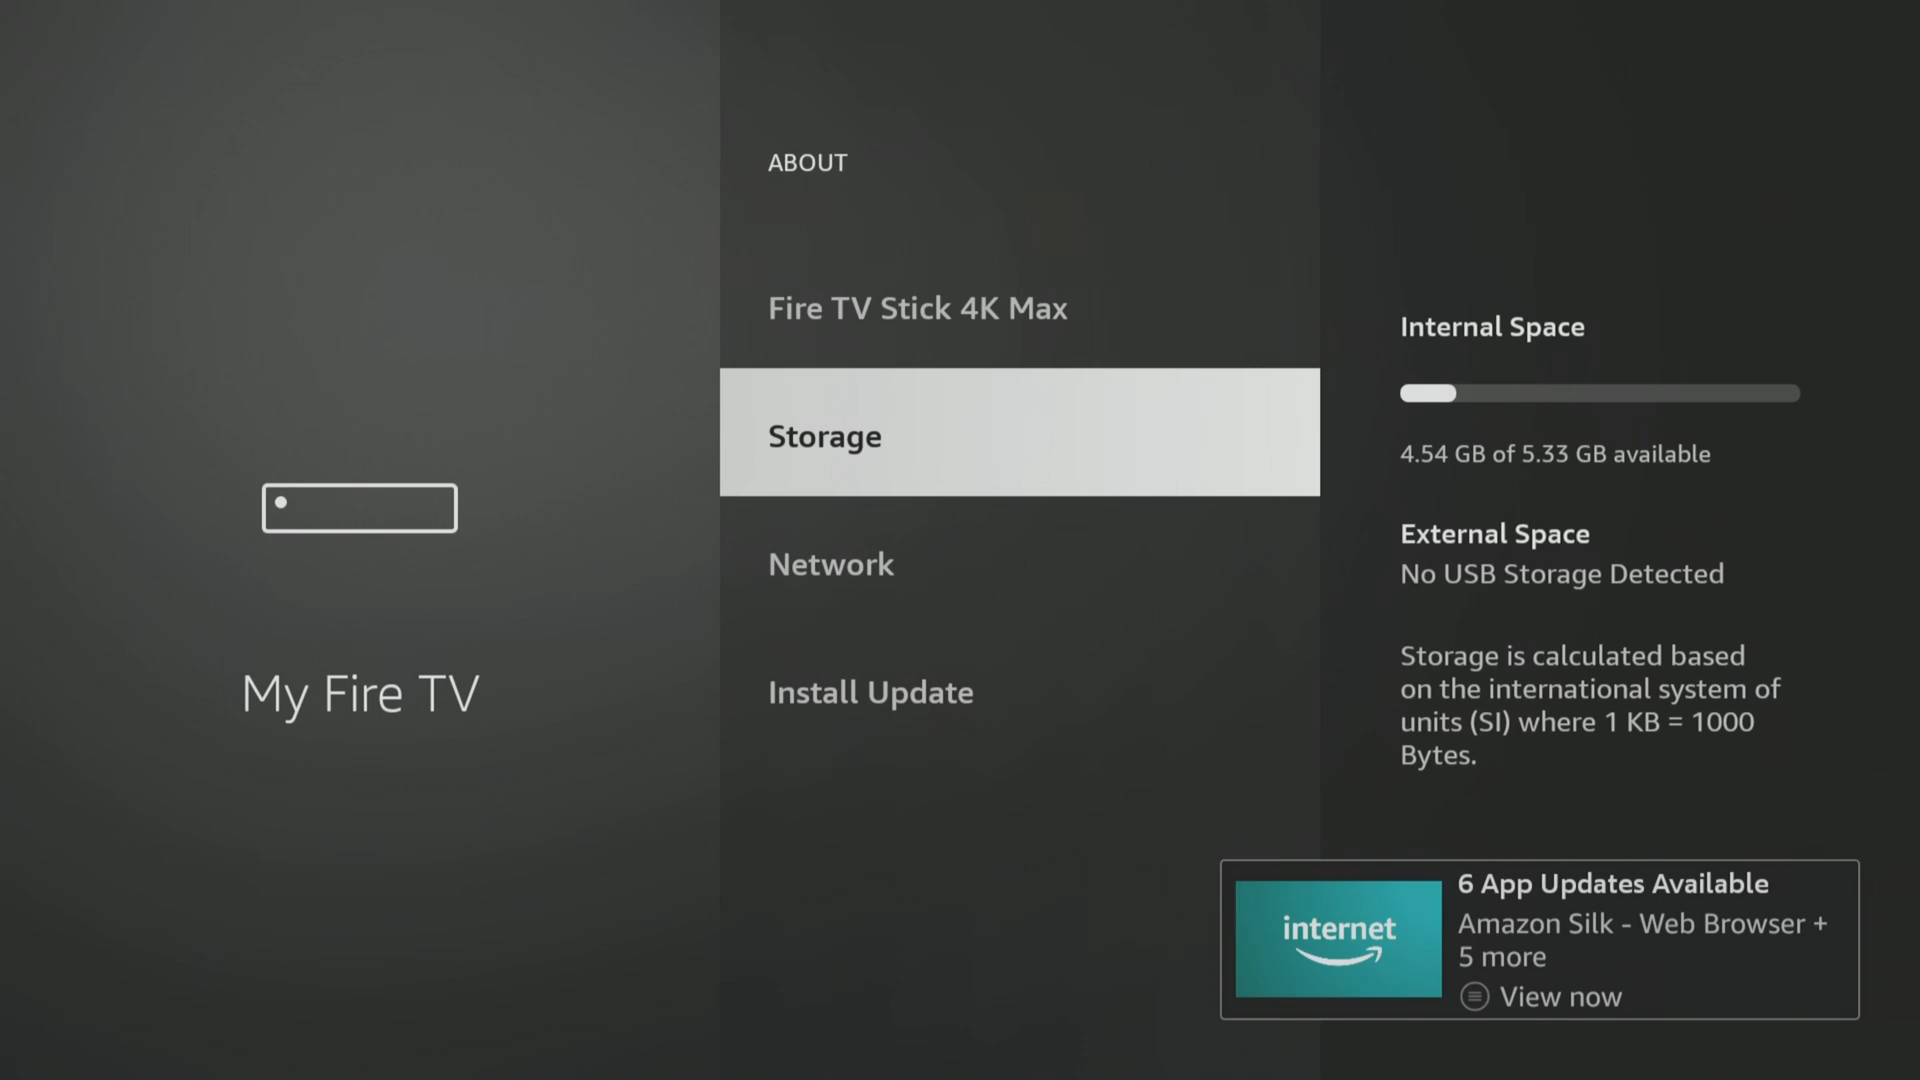 ABOUT
Fire TV Stick 4K Max
Storage
Network
Install Update
My Fire TV
Internal Space
4.54 GB of 5.33 GB available
External Space
No USB Storage Detected
Storage is calculated based
on the international system of
units (SI) where 1 KB = 1000
Bytes.
internet
6 App Updates Available
Amazon Silk - Web Browser +
5 more
View now